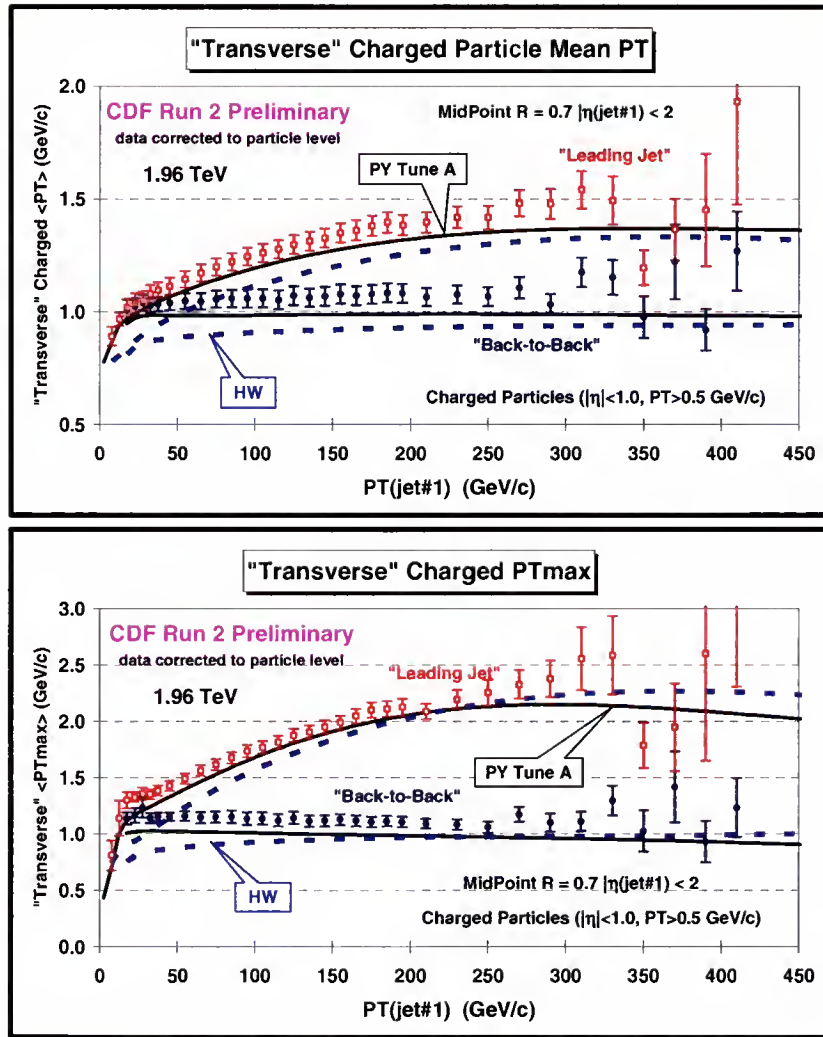 "Transverse" Charged Particle Mean PT
2.0
CDF Run 2 Preliminary
data corrected to particle level
1.96 TeV
MidPoint R = 0.7 |η(jet#1) < 2
"Leading Jet"
PY Tune A
1.5
1.0
0.5
"Transverse" Charged <PT> (GeV/c)
HW
"Back-to-Back"
Charged Particles (|η|<1.0, PT>0.5 GeV/c)
0 50 100 150 200 250 300 350 400 450
PT(jet#1) (GeV/c)
"Transverse" Charged PTmax
3.0
CDF Run 2 Preliminary
data corrected to particle level
"Leading Jet"
1.96 TeV
2.5
2.0
1.5
1.0
0.5
0.0
"Transverse" <PTmax> (GeV/c)
PY Tune A
"Back-to-Back"
HW
MidPoint R = 0.7 |η(jet#1) < 2
Charged Particles (|η|<1.0, PT>0.5 GeV/c)
0 50 100 150 200 250 300 350 400 450
PT(jet#1) (GeV/c)